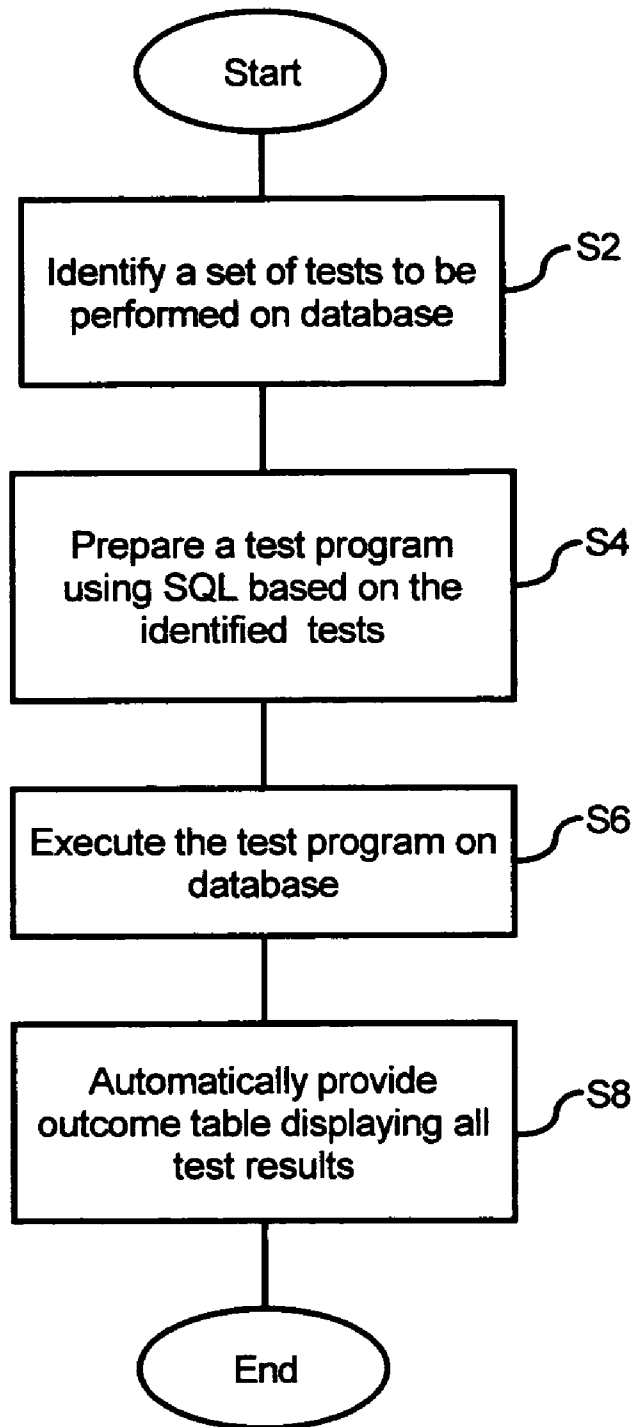 Start
Identify a set of tests to be
performed on database
S2
Prepare a test program
using SQL based on the
identified tests
S4
Execute the test program on
database
S6
Automatically provide
outcome table displaying all
test results
S8
End